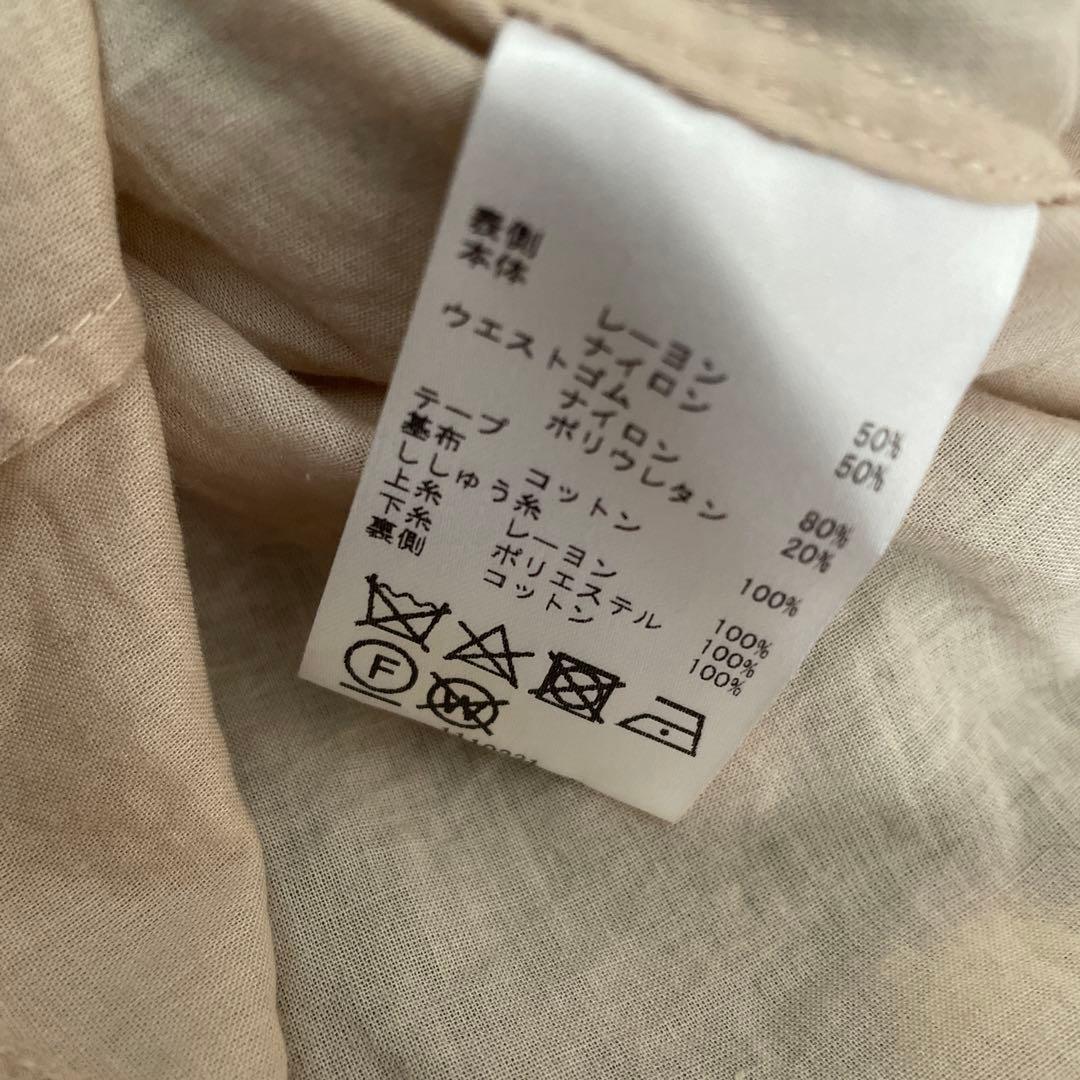 表側
本体
レーヨン 50%
ナイロン 50%
ウエストゴム
ナイロン 80%
ポリウレタン 20%
テープ
基布 コットン 100%
ししゅう糸
上糸 レーヨン 100%
下糸 ポリエステル 100%
裏側 コットン 100%
F
W